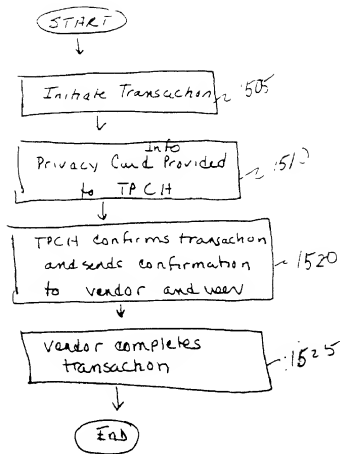 START
Initiate Transaction 1505
Info
Privacy Card Provided
to TPCH 1510
TPCH confirms transaction
and sends confirmation
to vendor and user 1520
Vendor completes
transaction 1525
END